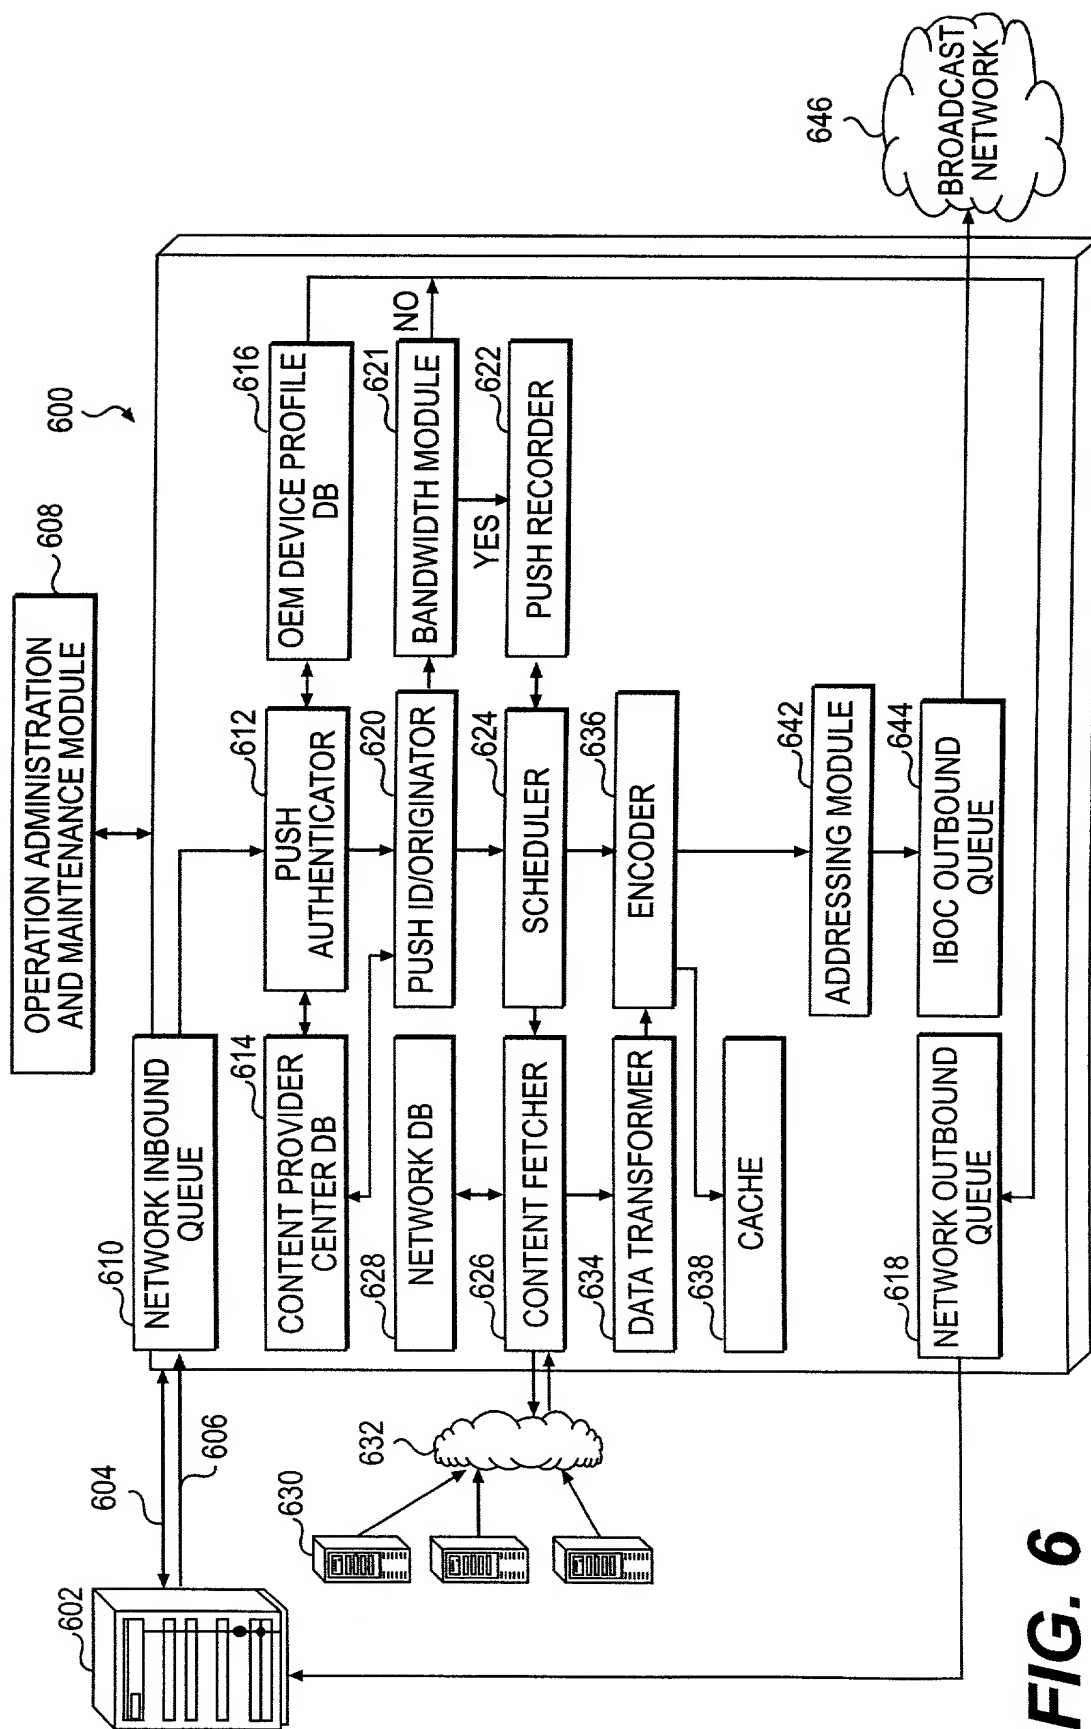 600
608
OPERATION ADMINISTRATION
AND MAINTENANCE MODULE
602
604
606
610
NETWORK INBOUND
QUEUE
614
CONTENT PROVIDER
CENTER DB
612
PUSH
AUTHENTICATOR
616
OEM DEVICE PROFILE
DB
628
NETWORK DB
620
PUSH ID/ORIGINATOR
621
BANDWIDTH MODULE
NO
YES
630
632
626
CONTENT FETCHER
624
SCHEDULER
622
PUSH RECORDER
634
DATA TRANSFORMER
636
ENCODER
638
CACHE
642
ADDRESSING MODULE
618
NETWORK OUTBOUND
QUEUE
644
IBOC OUTBOUND
QUEUE
646
BROADCAST
NETWORK
FIG. 6